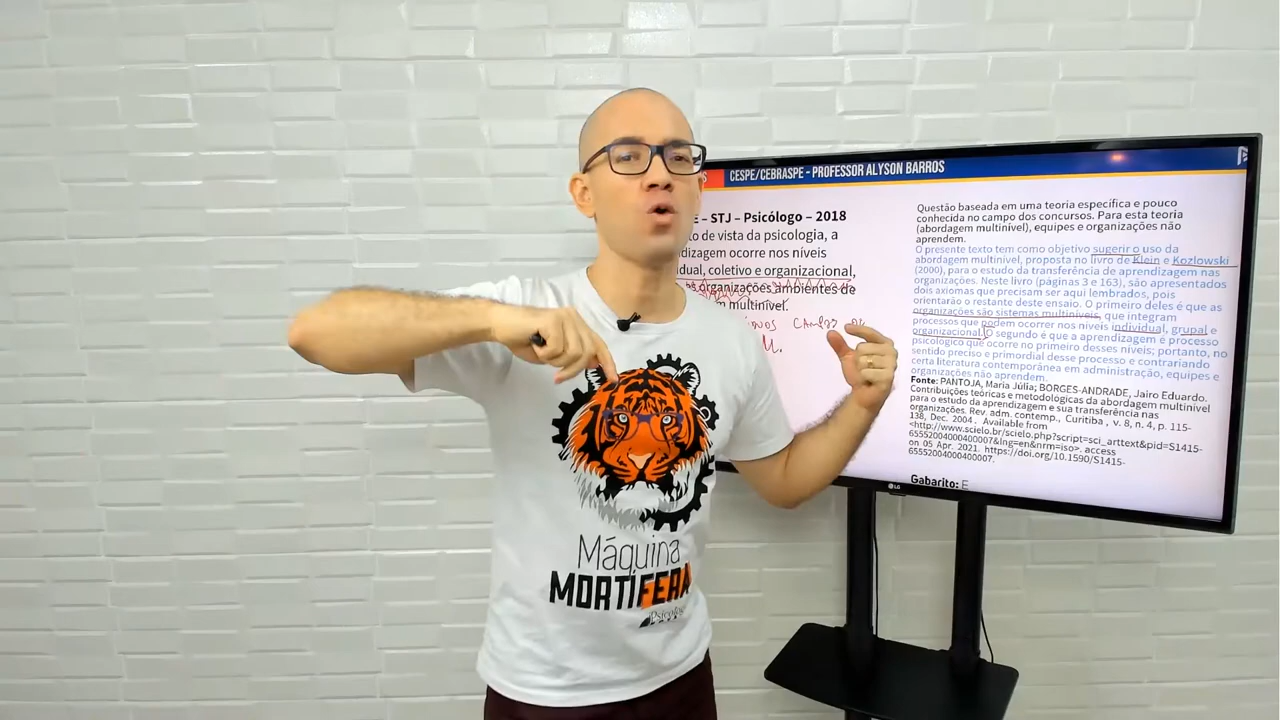 S CESPE/CEBRASPE - PROFESSOR ALYSON BARROS
E – STJ – Psicólogo – 2018
to de vista da psicologia, a
dizagem ocorre nos níveis
dual, coletivo e organizacional,
as organizações ambientes de
m multinível.
Questão baseada em uma teoria específica e pouco
conhecida no campo dos concursos. Para esta teoria
(abordagem multinível), equipes e organizações não
aprendem.
O presente texto tem como objetivo sugerir o uso da
abordagem multinível, proposta no livro de Klein e Kozlowski
(2000), para o estudo da transferência de aprendizagem nas
organizações. Neste livro (páginas 3 e 163), são apresentados
dois axiomas que precisam ser aqui lembrados, pois
orientarão o restante deste ensaio. O primeiro deles é que as
organizações são sistemas multiníveis, que integram
processos que podem ocorrer nos níveis individual, grupal e
organizacional. O segundo é que a aprendizagem é processo
psicológico que ocorre no primeiro desses níveis; portanto, no
sentido preciso e primordial desse processo e contrariando
certa literatura contemporânea em administração, equipes e
organizações não aprendem.
Fonte: PANTOJA, Maria Júlia; BORGES-ANDRADE, Jairo Eduardo.
Contribuições teóricas e metodológicas da abordagem multinível
para o estudo da aprendizagem e sua transferência nas
organizações. Rev. adm. contemp., Curitiba , v. 8, n. 4, p. 115-
138, Dec. 2004 . Available from
<http://www.scielo.br/scielo.php?script=sci_arttext&pid=S1415-
65552004000400007&lng=en&nrm=iso>. access
on 05 Apr. 2021. https://doi.org/10.1590/S1415-
65552004000400007.
Gabarito: E
LG
Máquina
MORTÍFERA
Psicologia